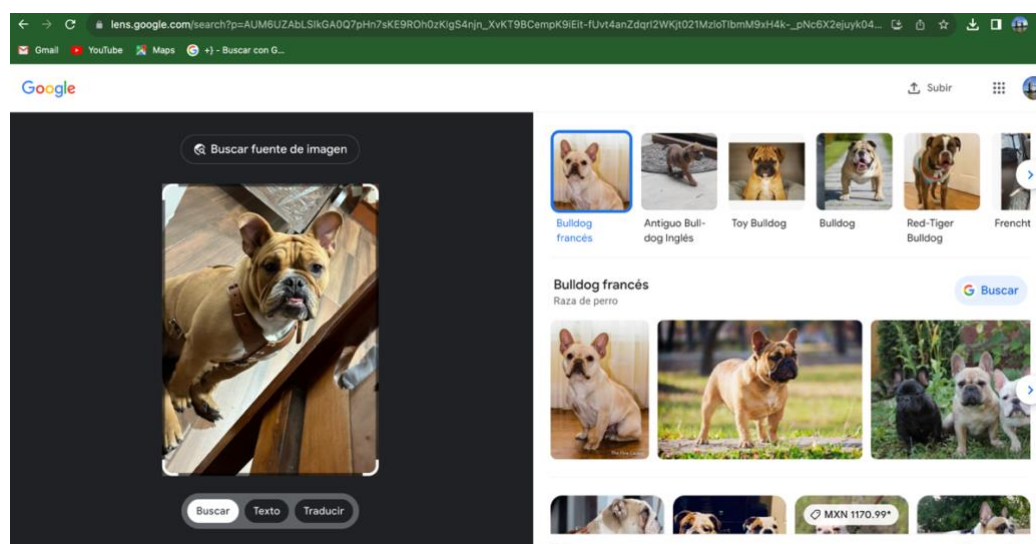 lens.google.com/search?p=AUM6UZAbLSlkGA0Q7pHn7sKE9ROh0zKlgS4njn_XvKT9BCempK9iEit-fUvt4anZdqrl2WKjt021MzloTlbmM9xH4k-_pNc6X2ejuyk04...
Gmail
YouTube
Maps
+} - Buscar con G...
Google
Subir
Buscar fuente de imagen
Bulldog francés
Antiguo Bull-dog Inglés
Toy Bulldog
Bulldog
Red-Tiger Bulldog
Frencht
Bulldog francés
Raza de perro
Buscar
MXN 1170.99*
Buscar
Texto
Traducir